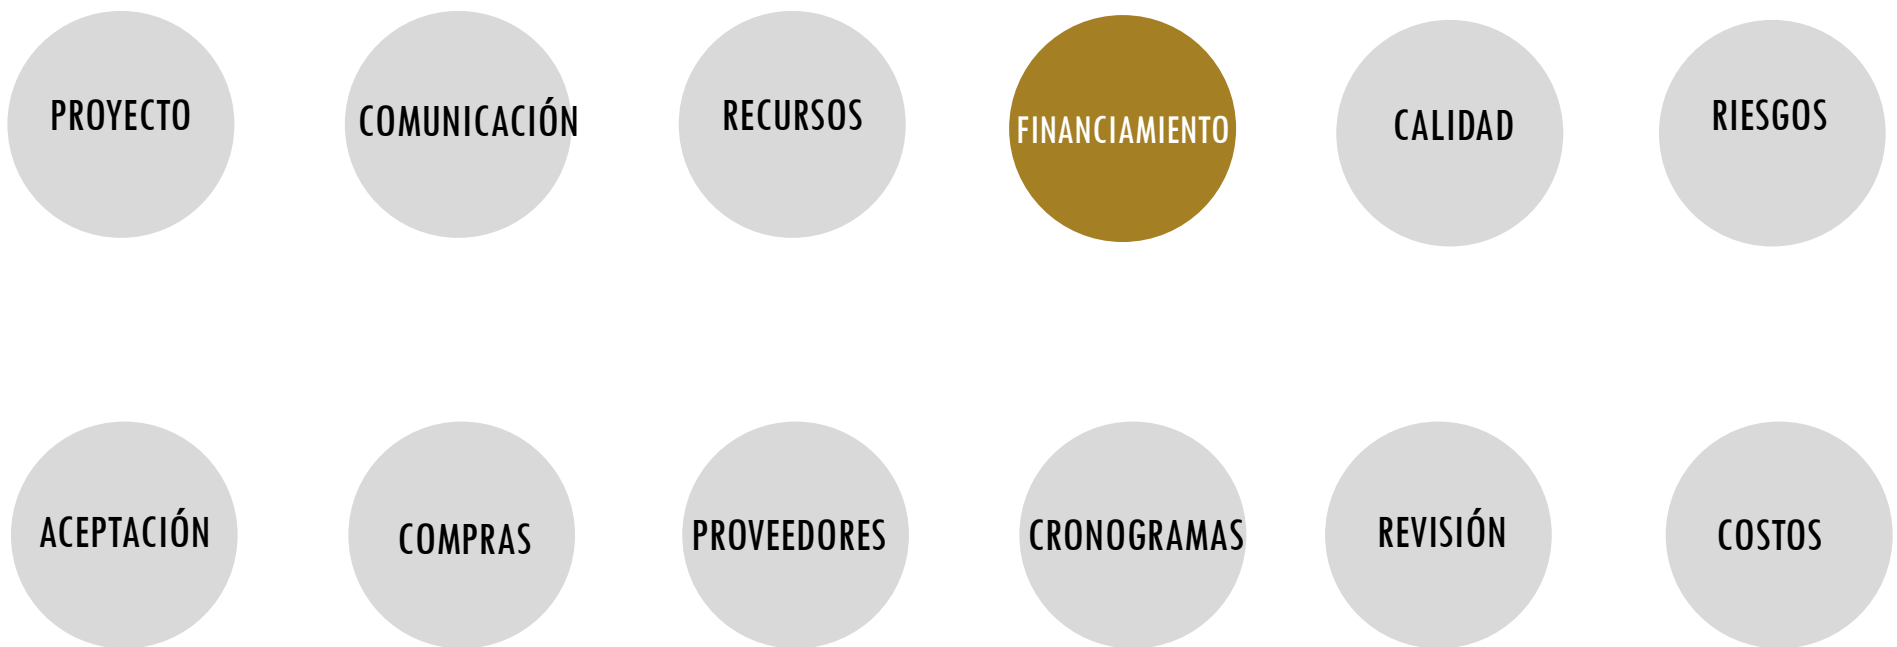 PROYECTO
COMUNICACIÓN
RECURSOS
FINANCIAMIENTO
CALIDAD
RIESGOS
ACEPTACIÓN
COMPRAS
PROVEEDORES
CRONOGRAMAS
REVISIÓN
COSTOS